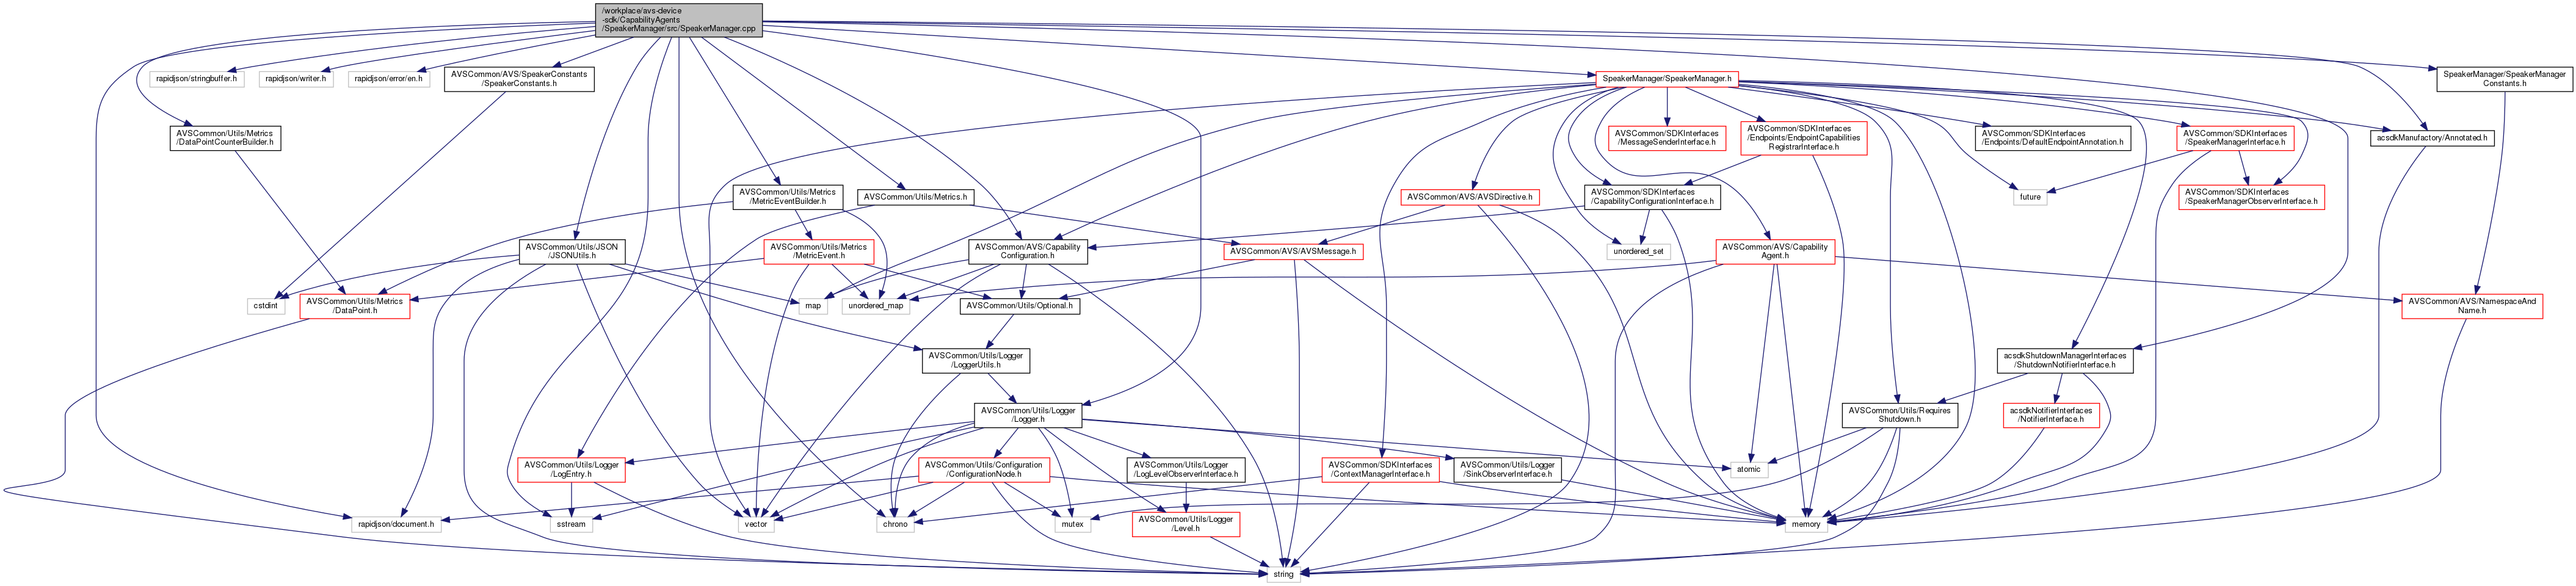 /workplace/avs-device
-sdk/CapabilityAgents
/SpeakerManager/src/SpeakerManager.cpp
rapidjson/stringbuffer.h
rapidjson/writer.h
rapidjson/error/en.h
AVSCommon/AVS/SpeakerConstants
/SpeakerConstants.h
SpeakerManager/SpeakerManager.h
SpeakerManager/SpeakerManager
Constants.h
AVSCommon/Utils/Metrics
/DataPointCounterBuilder.h
AVSCommon/SDKInterfaces
/MessageSenderInterface.h
AVSCommon/SDKInterfaces
/Endpoints/EndpointCapabilities
RegistrarInterface.h
AVSCommon/SDKInterfaces
/Endpoints/DefaultEndpointAnnotation.h
AVSCommon/SDKInterfaces
/SpeakerManagerInterface.h
acsdkManufactory/Annotated.h
AVSCommon/Utils/Metrics
/MetricEventBuilder.h
AVSCommon/Utils/Metrics.h
AVSCommon/AVS/AVSDirective.h
AVSCommon/SDKInterfaces
/CapabilityConfigurationInterface.h
future
AVSCommon/SDKInterfaces
/SpeakerManagerObserverInterface.h
AVSCommon/Utils/JSON
/JSONUtils.h
AVSCommon/Utils/Metrics
/MetricEvent.h
AVSCommon/AVS/Capability
Configuration.h
AVSCommon/AVS/AVSMessage.h
unordered_set
AVSCommon/AVS/Capability
Agent.h
cstdint
AVSCommon/Utils/Metrics
/DataPoint.h
map
unordered_map
AVSCommon/Utils/Optional.h
AVSCommon/AVS/NamespaceAnd
Name.h
AVSCommon/Utils/Logger
/LoggerUtils.h
acsdkShutdownManagerInterfaces
/ShutdownNotifierInterface.h
AVSCommon/Utils/Logger
/Logger.h
AVSCommon/Utils/Requires
Shutdown.h
acsdkNotifierInterfaces
/NotifierInterface.h
AVSCommon/Utils/Logger
/LogEntry.h
AVSCommon/Utils/Configuration
/ConfigurationNode.h
AVSCommon/Utils/Logger
/LogLevelObserverInterface.h
AVSCommon/SDKInterfaces
/ContextManagerInterface.h
AVSCommon/Utils/Logger
/SinkObserverInterface.h
atomic
rapidjson/document.h
sstream
vector
chrono
mutex
AVSCommon/Utils/Logger
/Level.h
memory
string